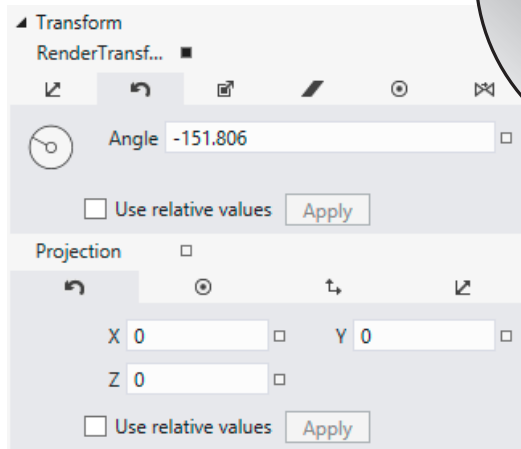 Transform
RenderTransf...
Angle -151.806
Use relative values Apply
Projection
X 0 Y 0
Z 0
Use relative values Apply